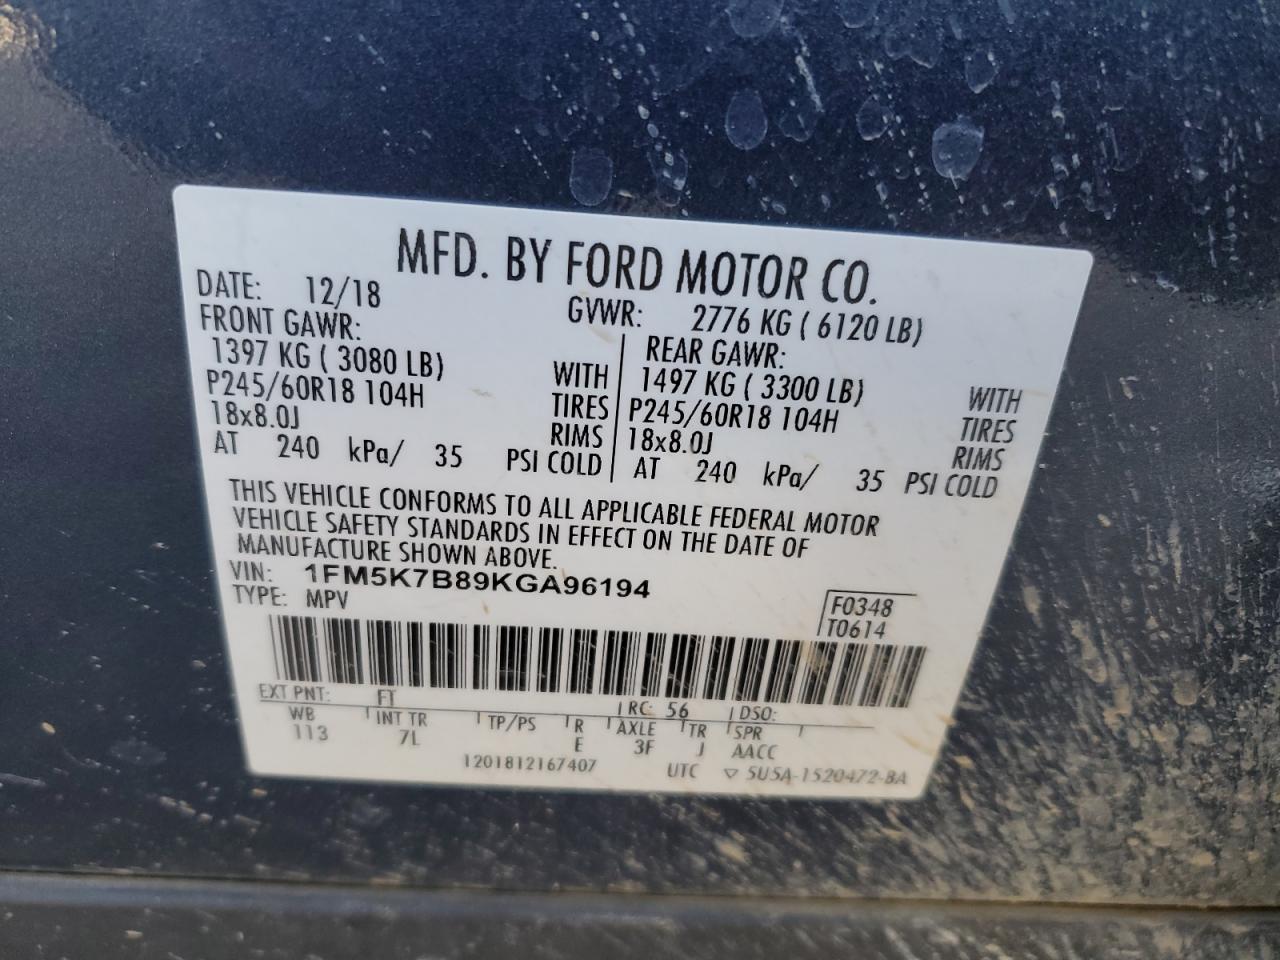 MFD. BY FORD MOTOR CO.
DATE: 12/18 GVWR: 2776 KG ( 6120 LB)
FRONT GAWR:
1397 KG ( 3080 LB) WITH
P245/60R18 104H TIRES
18x8.0J RIMS
AT 240 kPa/ 35 PSI COLD
REAR GAWR:
1497 KG ( 3300 LB) WITH
P245/60R18 104H TIRES
18x8.0J RIMS
AT 240 kPa/ 35 PSI COLD
THIS VEHICLE CONFORMS TO ALL APPLICABLE FEDERAL MOTOR
VEHICLE SAFETY STANDARDS IN EFFECT ON THE DATE OF
MANUFACTURE SHOWN ABOVE.
VIN: 1FM5K7B89KGA96194
TYPE: MPV
F0348
T0614
EXT PNT: FT RC: 56 DSO:
WB INT TR TP/PS R AXLE TR SPR
113 7L E 3F J AACC
1201812167407 UTC ▽ 5U5A-1520472-BA